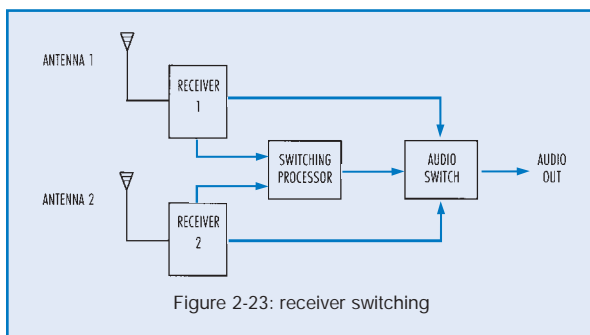 ANTENNA 1
RECEIVER
1
SWITCHING
PROCESSOR
AUDIO
SWITCH
AUDIO
OUT
ANTENNA 2
RECEIVER
2
Figure 2-23: receiver switching